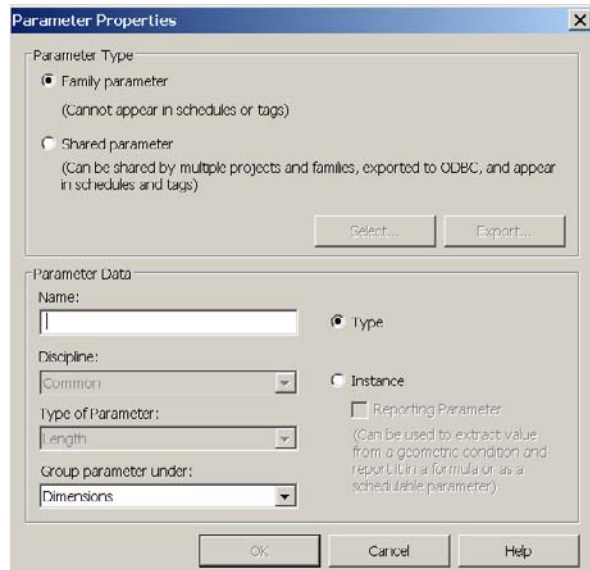 Parameter Properties
Parameter Type
Family parameter
(Cannot appear in schedules or tags)
Shared parameter
(Can be shared by multiple projects and families, exported to ODBC, and appear
in schedules and tags)
Select...
Export...
Parameter Data
Name:
Type
Discipline:
Common
Instance
Reporting Parameter
Type of Parameter:
Length
(Can be used to extract value
from a geometric condition and
report it in a formula or as a
schedulable parameter)
Group parameter under:
Dimensions
OK
Cancel
Help